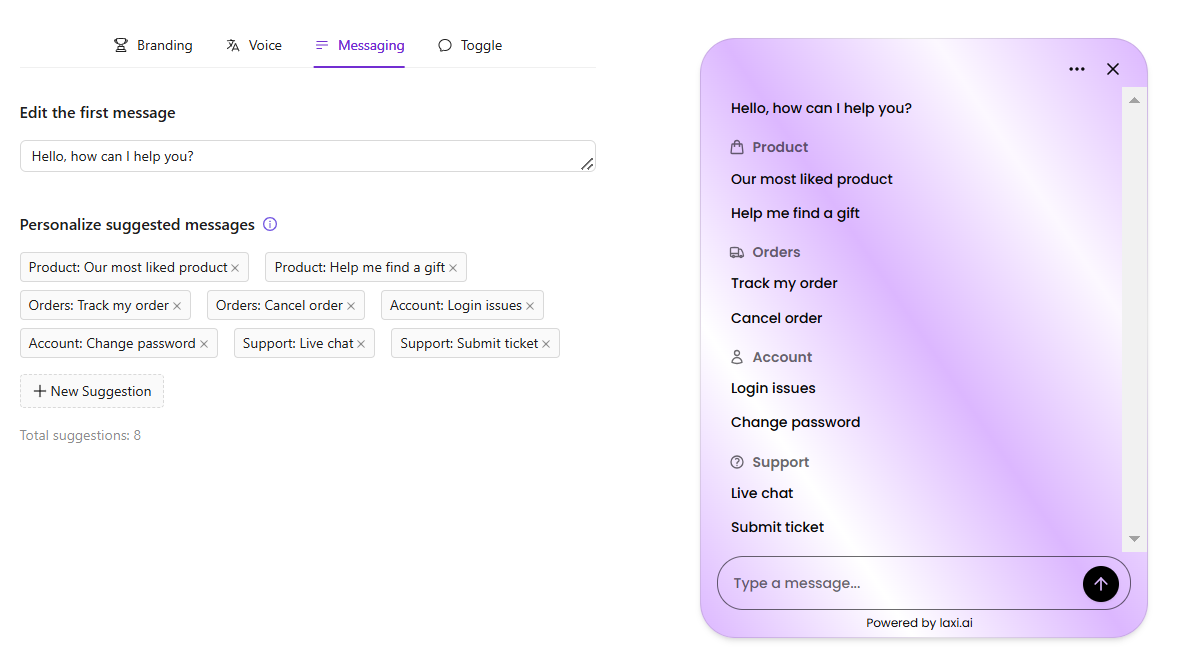 Branding Voice Messaging Toggle
Edit the first message
Hello, how can I help you?
Personalize suggested messages
Product: Our most liked product × Product: Help me find a gift ×
Orders: Track my order × Orders: Cancel order × Account: Login issues ×
Account: Change password × Support: Live chat × Support: Submit ticket ×
+ New Suggestion
Total suggestions: 8
Hello, how can I help you?
Product
Our most liked product
Help me find a gift
Orders
Track my order
Cancel order
Account
Login issues
Change password
Support
Live chat
Submit ticket
Type a message...
Powered by laxi.ai